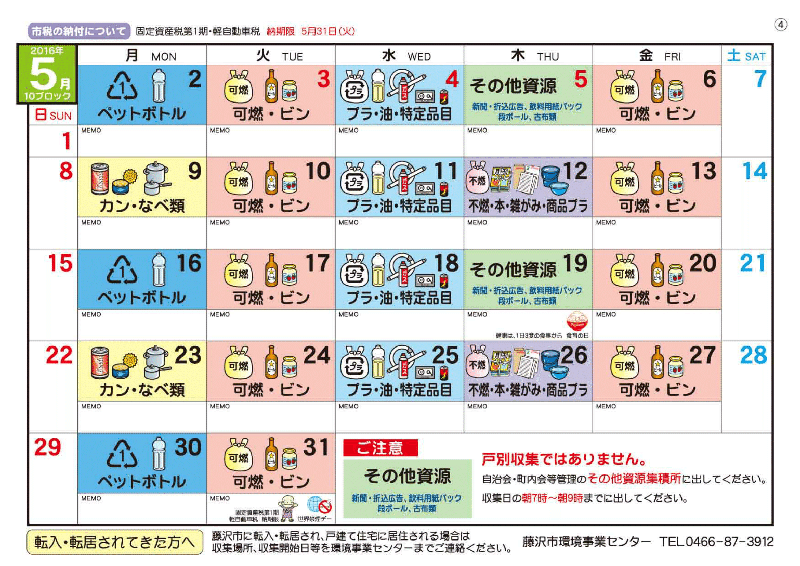 市税の納付について 固定資産税第1期・軽自動車税 納期限 5月31日(火)
④
2016年
5月
10ブロック
月 MON 火 TUE 水 WED 木 THU 金 FRI 土 SAT
日 SUN
1
2 ペットボトル
MEMO
可燃 3 可燃・ビン
MEMO
プラ 4 プラ・油・特定品目
MEMO
その他資源 5
新聞・折込広告、飲料用紙パック
段ボール、古布類
MEMO
可燃 6 可燃・ビン
MEMO
7
8
9 カン・なべ類
MEMO
可燃 10 可燃・ビン
MEMO
プラ 11 プラ・油・特定品目
MEMO
不燃 12 不燃・本・雑がみ・商品プラ
MEMO
可燃 13 可燃・ビン
MEMO
14
15
1 16 ペットボトル
MEMO
可燃 17 可燃・ビン
MEMO
プラ 18 プラ・油・特定品目
MEMO
その他資源 19
新聞・折込広告、飲料用紙パック
段ボール、古布類
MEMO
健康は、1日3度の食事から 食育の日
可燃 20 可燃・ビン
MEMO
21
22
23 カン・なべ類
MEMO
可燃 24 可燃・ビン
MEMO
プラ 25 プラ・油・特定品目
MEMO
不燃 26 不燃・本・雑がみ・商品プラ
MEMO
可燃 27 可燃・ビン
MEMO
28
29
1 30 ペットボトル
MEMO
可燃 31 可燃・ビン
MEMO
固定資産税第1期
軽自動車税 納期限 世界禁煙デー
ご注意
その他資源
新聞・折込広告、飲料用紙パック
段ボール、古布類
戸別収集ではありません。
自治会・町内会等管理のその他資源集積所に出してください。
収集日の朝7時〜朝9時までに出してください。
転入・転居されてきた方へ
藤沢市に転入・転居され、戸建て住宅に居住される場合は
収集場所、収集開始日等を環境事業センターまでご連絡ください。
藤沢市環境事業センター TEL0466-87-3912